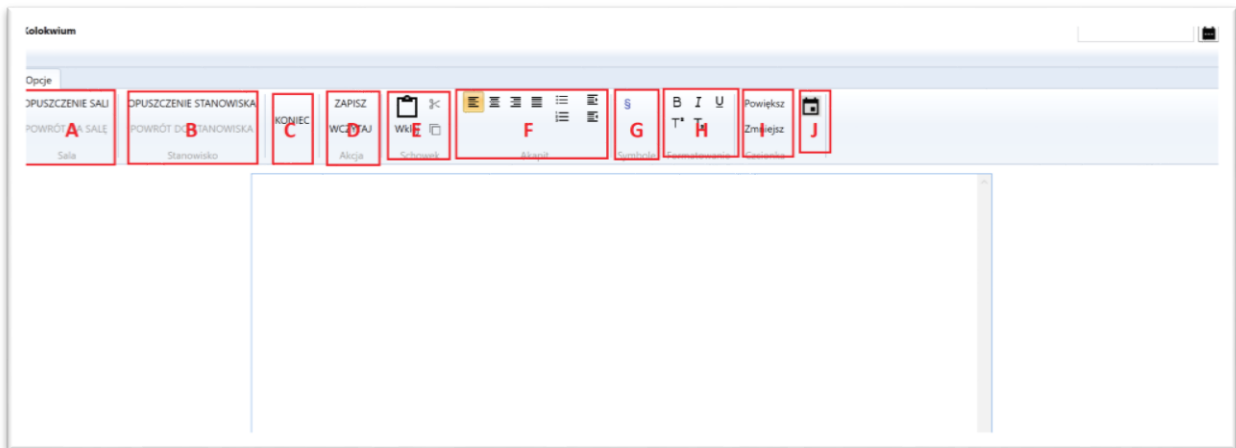 Kolokwium
Opcje
OPUSZCZENIE SALI
OPUSZCZENIE STANOWISKA
KONIEC
ZAPISZ
WCZYTAJ
§
B I U
Powiększ
POWRÓT NA SALĘ
POWRÓT DO STANOWISKA
Wklej
Zmniejsz
A B C D E F G H I J
Sala
Stanowisko
Akcja
Schowek
Akapit
Symbole
Formatowanie
Czcionka